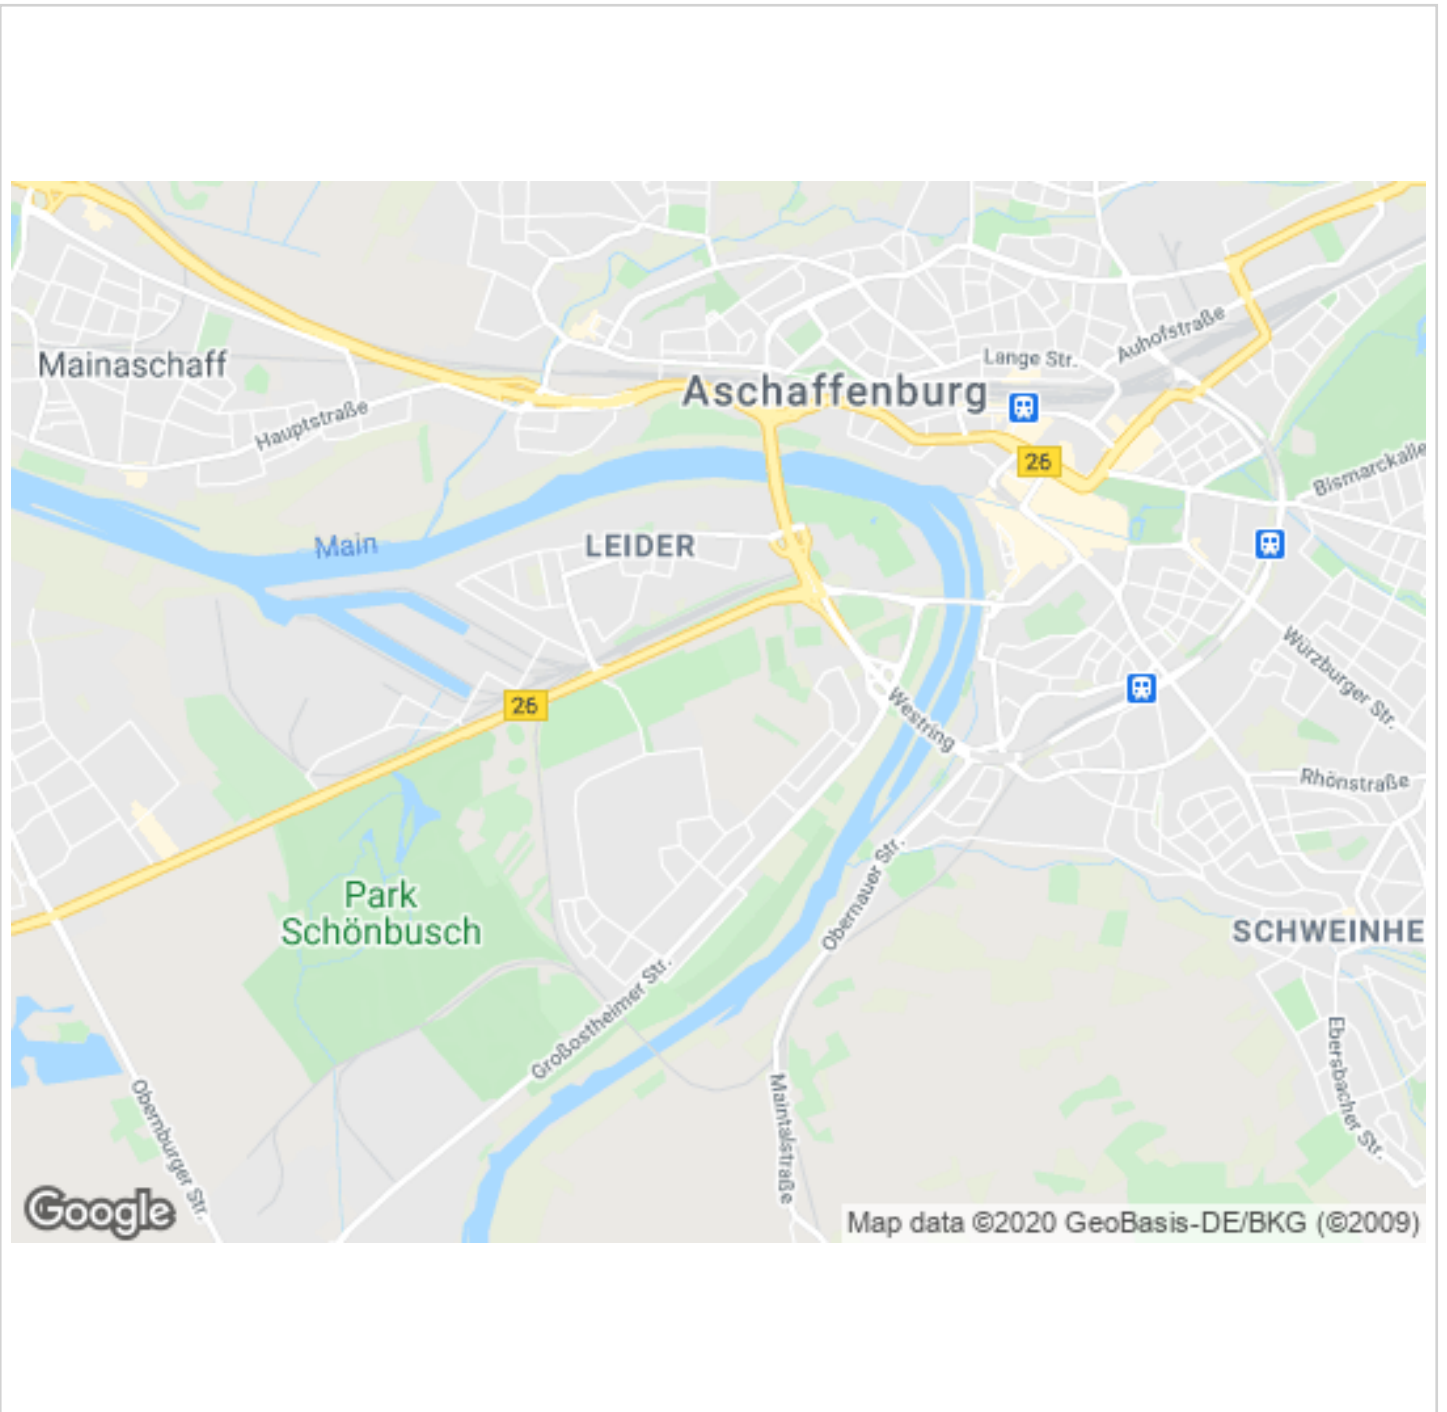 Auhofstraße
Lange Str.
Mainaschaff
Aschaffenburg
Hauptstraße
26
Bismarckalle
Main
LEIDER
Würzburger Str.
26
Westring
Rhönstraße
Park
Schönbusch
Obernauer Str.
SCHWEINHE
Großostheimer Str.
Ebersbacher Str.
Obernburger Str.
Maintalstraße
Google
Map data ©2020 GeoBasis-DE/BKG (©2009)